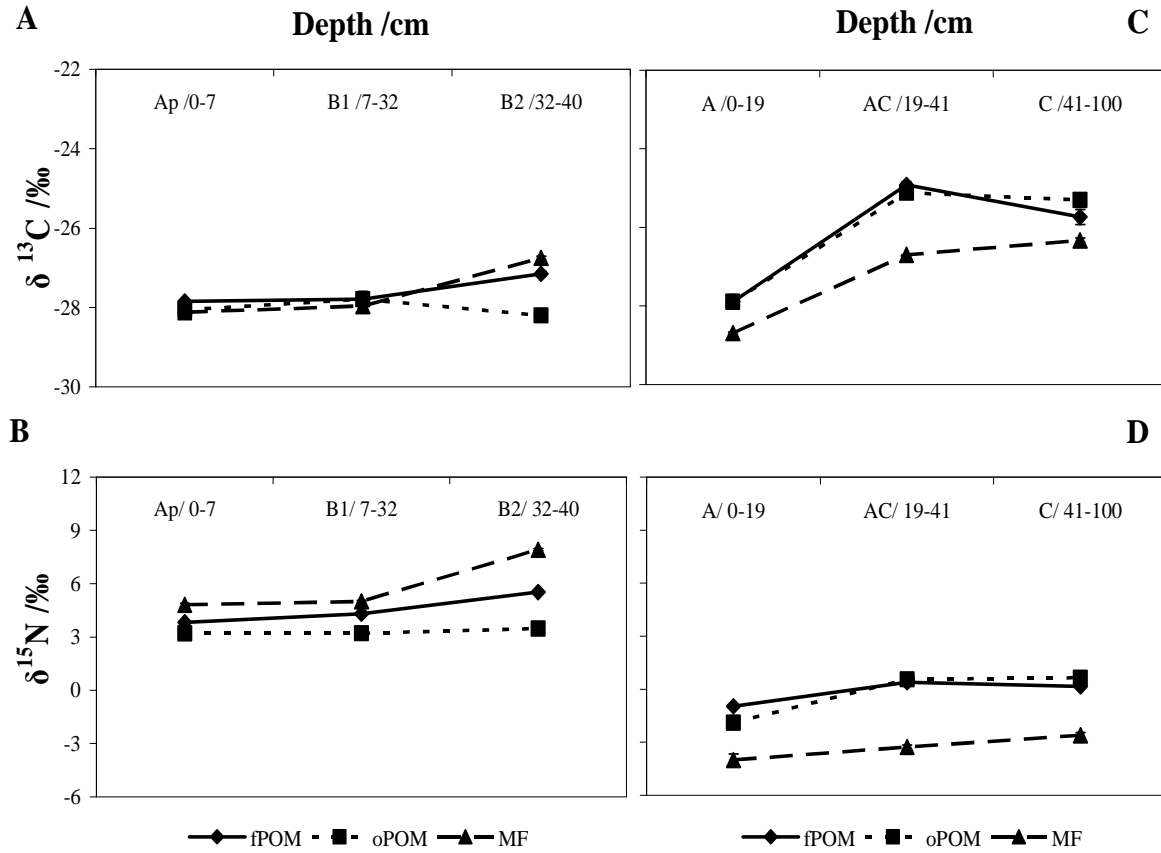 A
Depth /cm
Depth /cm
C
-22
-24
-26
-28
-30
δ ¹³C /‰
Ap /0-7
B1 /7-32
B2 /32-40
A /0-19
AC /19-41
C /41-100
B
D
12
9
6
3
0
-3
-6
δ ¹⁵N /‰
Ap/ 0-7
B1/ 7-32
B2/ 32-40
A/ 0-19
AC/ 19-41
C/ 41-100
fPOM
oPOM
MF
fPOM
oPOM
MF